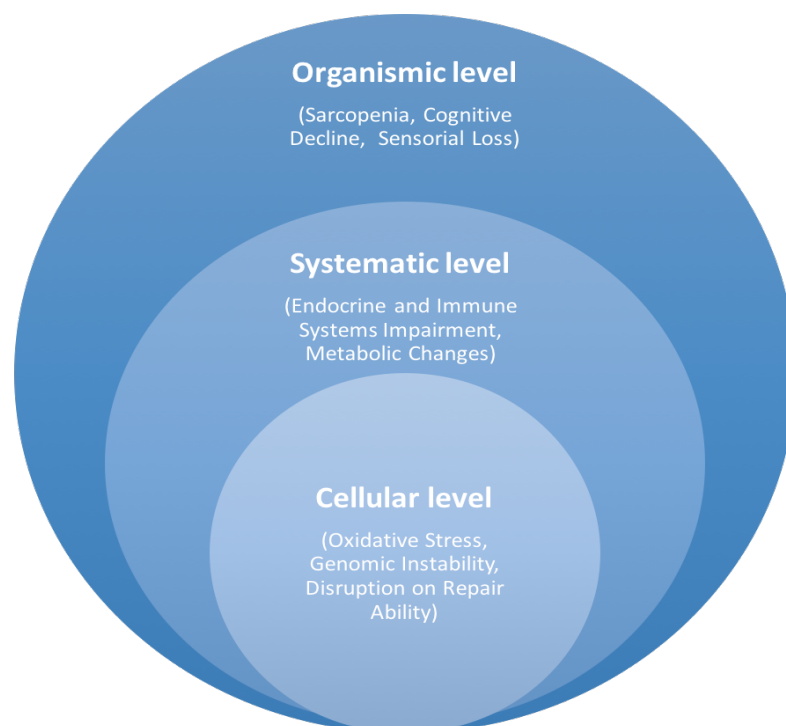 Organismic level
(Sarcopenia, Cognitive
Decline, Sensorial Loss)
Systematic level
(Endocrine and Immune
Systems Impairment,
Metabolic Changes)
Cellular level
(Oxidative Stress,
Genomic Instability,
Disruption on Repair
Ability)